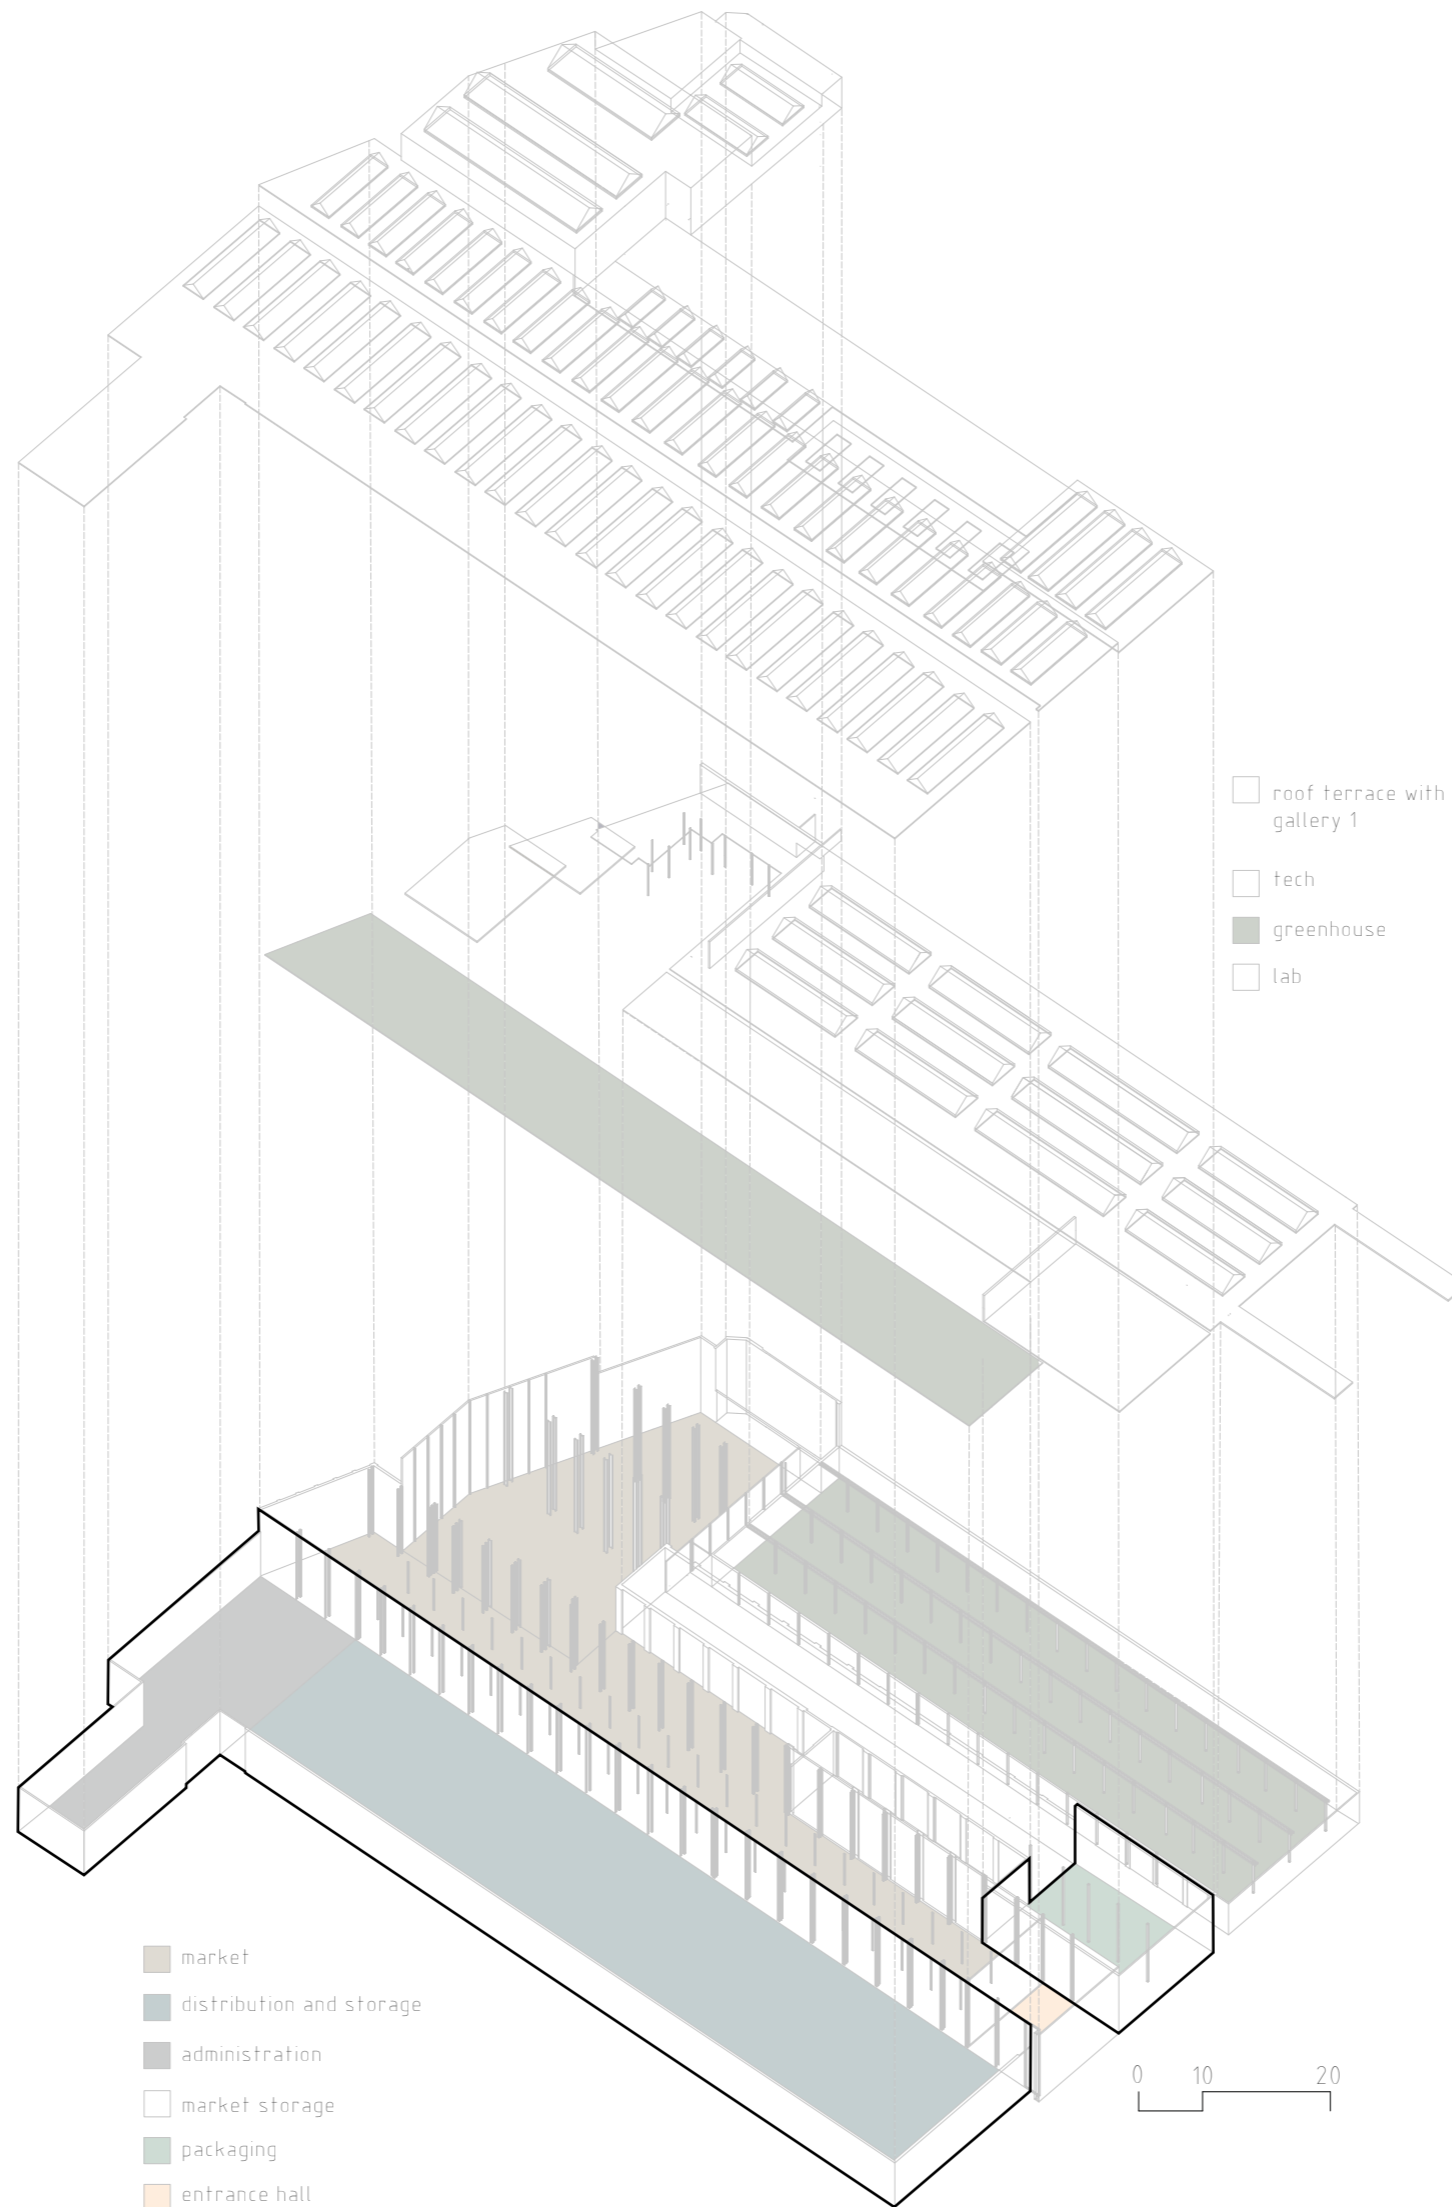 roof terrace with
gallery 1
tech
greenhouse
lab
market
distribution and storage
administration
market storage
packaging
entrance hall
0 10 20